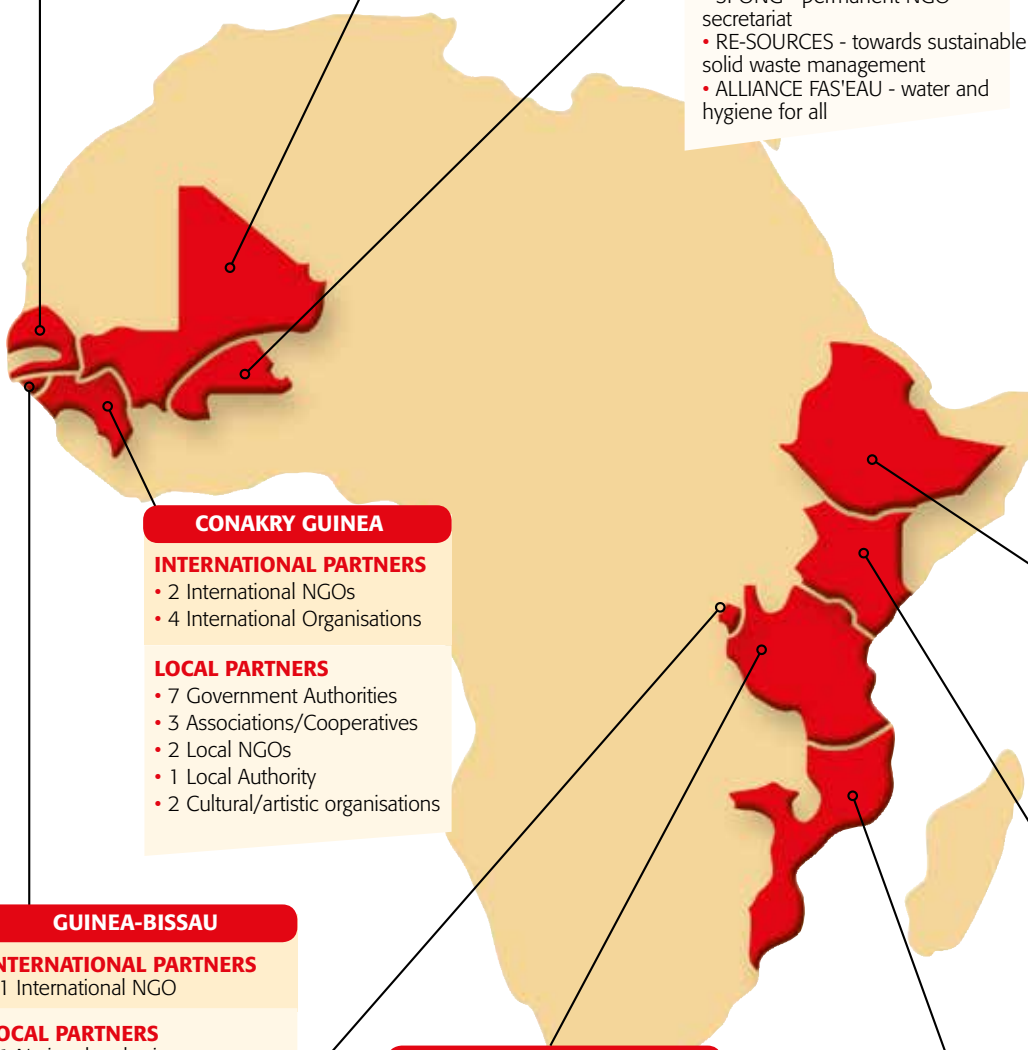 secretariat
• RE-SOURCES - towards sustainable
solid waste management
• ALLIANCE FAS'EAU - water and
hygiene for all
CONAKRY GUINEA
INTERNATIONAL PARTNERS
• 2 International NGOs
• 4 International Organisations
LOCAL PARTNERS
• 7 Government Authorities
• 3 Associations/Cooperatives
• 2 Local NGOs
• 1 Local Authority
• 2 Cultural/artistic organisations
GUINEA-BISSAU
NTERNATIONAL PARTNERS
1 International NGO
OCAL PARTNERS